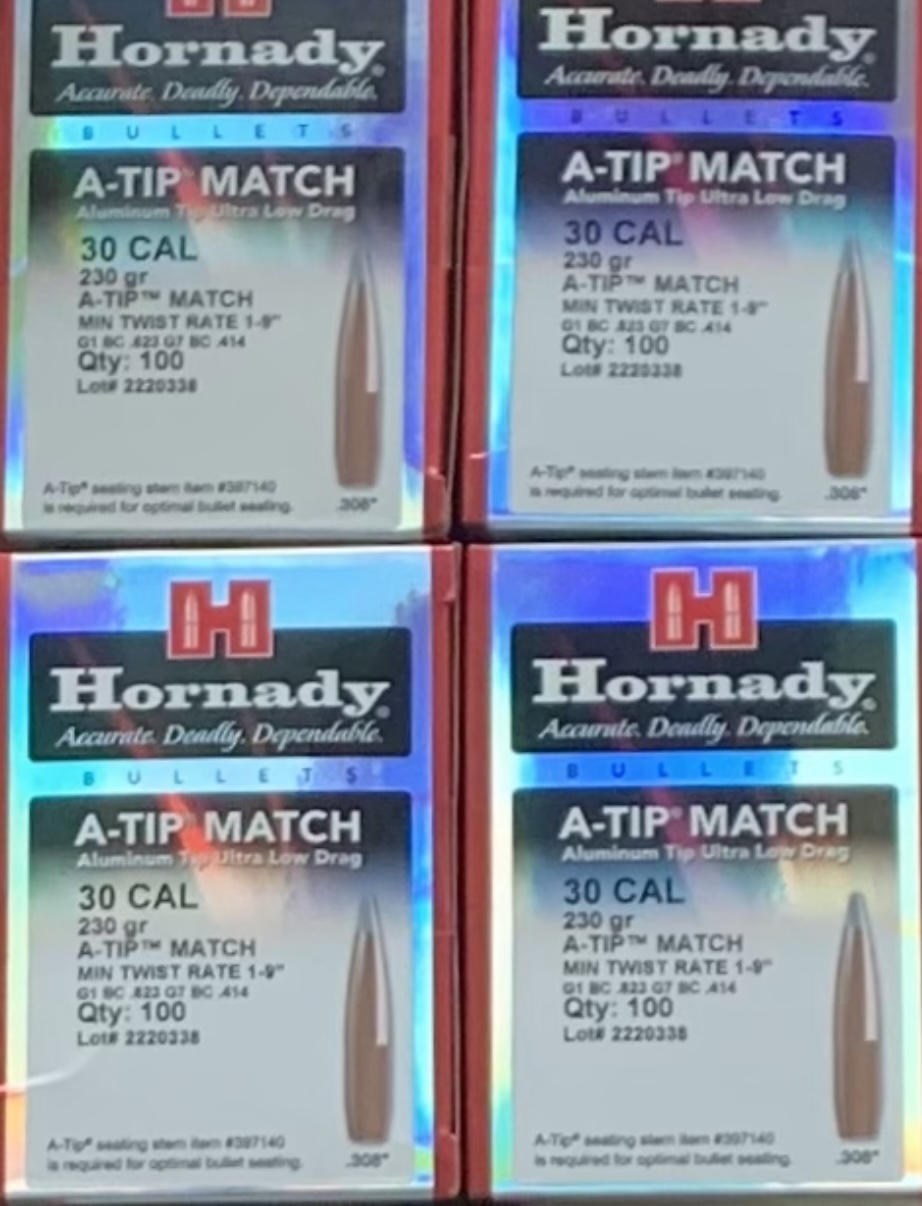 Hornady®
Accurate. Deadly. Dependable.
BULLETS
A-TIP® MATCH
Aluminum Tip Ultra Low Drag
30 CAL
230 gr
A-TIP™ MATCH
MIN TWIST RATE 1-9"
G1 BC .823 G7 BC .414
Qty: 100
Lot# 2220338
A-Tip® seating stem item #397140
is required for optimal bullet seating.
.308"
Hornady®
Accurate. Deadly. Dependable.
BULLETS
A-TIP® MATCH
Aluminum Tip Ultra Low Drag
30 CAL
230 gr
A-TIP™ MATCH
MIN TWIST RATE 1-9"
G1 BC .823 G7 BC .414
Qty: 100
Lot# 2220338
A-Tip® seating stem item #397140
is required for optimal bullet seating.
.308"
H
Hornady®
Accurate. Deadly. Dependable.
BULLETS
A-TIP® MATCH
Aluminum Tip Ultra Low Drag
30 CAL
230 gr
A-TIP™ MATCH
MIN TWIST RATE 1-9"
G1 BC .823 G7 BC .414
Qty: 100
Lot# 2220338
A-Tip® seating stem item #397140
is required for optimal bullet seating.
.308"
H
Hornady®
Accurate. Deadly. Dependable.
BULLETS
A-TIP® MATCH
Aluminum Tip Ultra Low Drag
30 CAL
230 gr
A-TIP™ MATCH
MIN TWIST RATE 1-9"
G1 BC .823 G7 BC .414
Qty: 100
Lot# 2220338
A-Tip® seating stem item #397140
is required for optimal bullet seating.
.308"